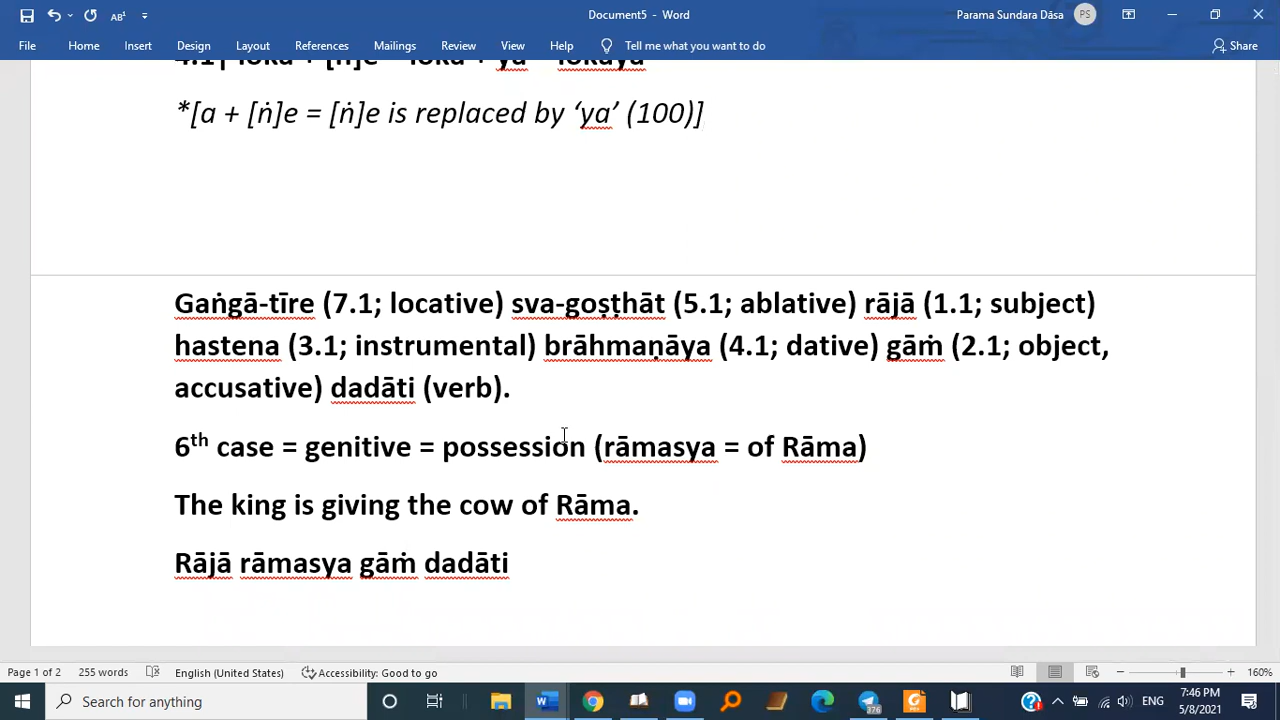 Document5 - Word
Parama Sundara Dāsa PS
File Home Insert Design Layout References Mailings Review View Help Tell me what you want to do Share
*[a + [ṅ]e = [ṅ]e is replaced by ‘ya’ (100)]
Gaṅgā-tīre (7.1; locative) sva-goṣṭhāt (5.1; ablative) rājā (1.1; subject)
hastena (3.1; instrumental) brāhmaṇāya (4.1; dative) gāṁ (2.1; object,
accusative) dadāti (verb).
6th case = genitive = possession (rāmasya = of Rāma)
The king is giving the cow of Rāma.
Rājā rāmasya gāṁ dadāti
Page 1 of 2 255 words English (United States) Accessibility: Good to go 160%
Search for anything 376 ENG 7:46 PM
5/8/2021